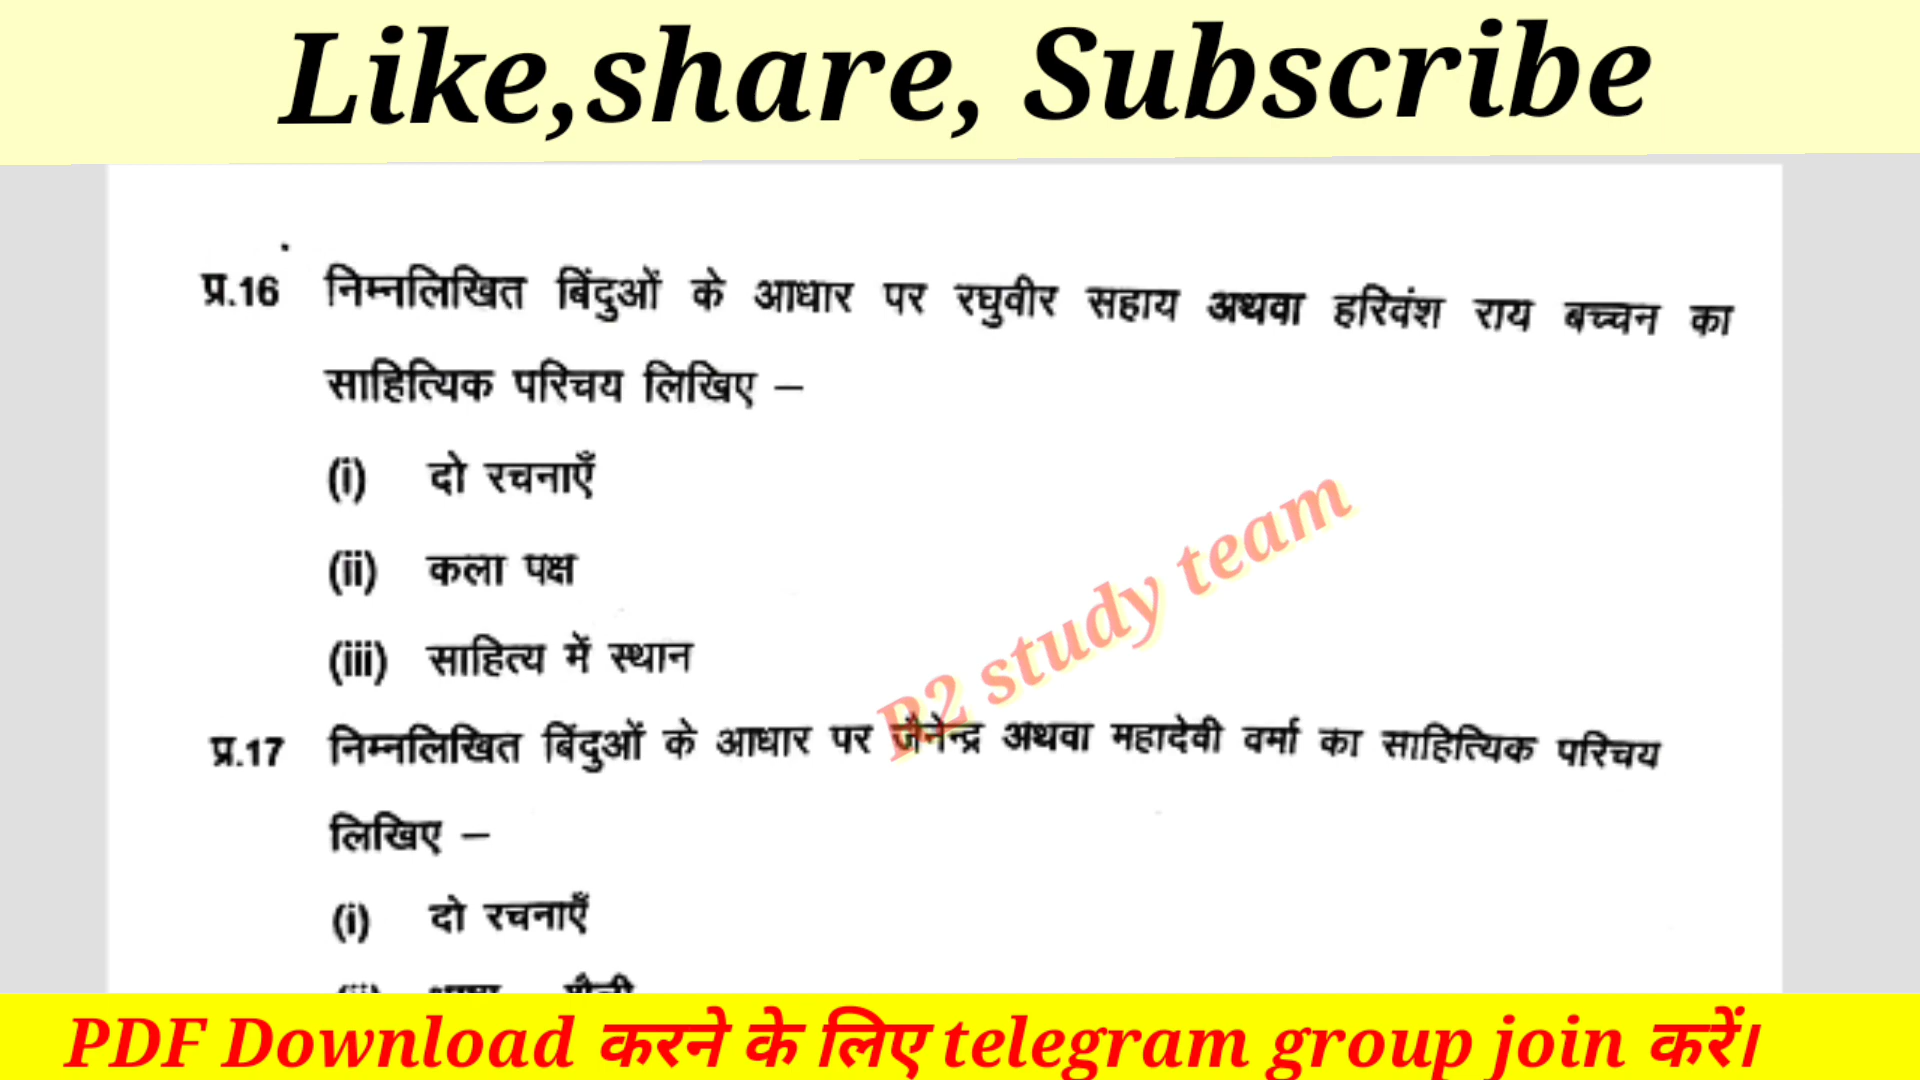 Like,share, Subscribe
प्र.16 निम्नलिखित बिंदुओं के आधार पर रघुवीर सहाय अथवा हरिवंश राय बच्चन का
साहित्यिक परिचय लिखिए –
(i) दो रचनाएँ
(ii) कला पक्ष
(iii) साहित्य में स्थान
R2 study team
प्र.17 निम्नलिखित बिंदुओं के आधार पर जैनेन्द्र अथवा महादेवी वर्मा का साहित्यिक परिचय
लिखिए –
(i) दो रचनाएँ
PDF Download करने के लिए telegram group join करें।